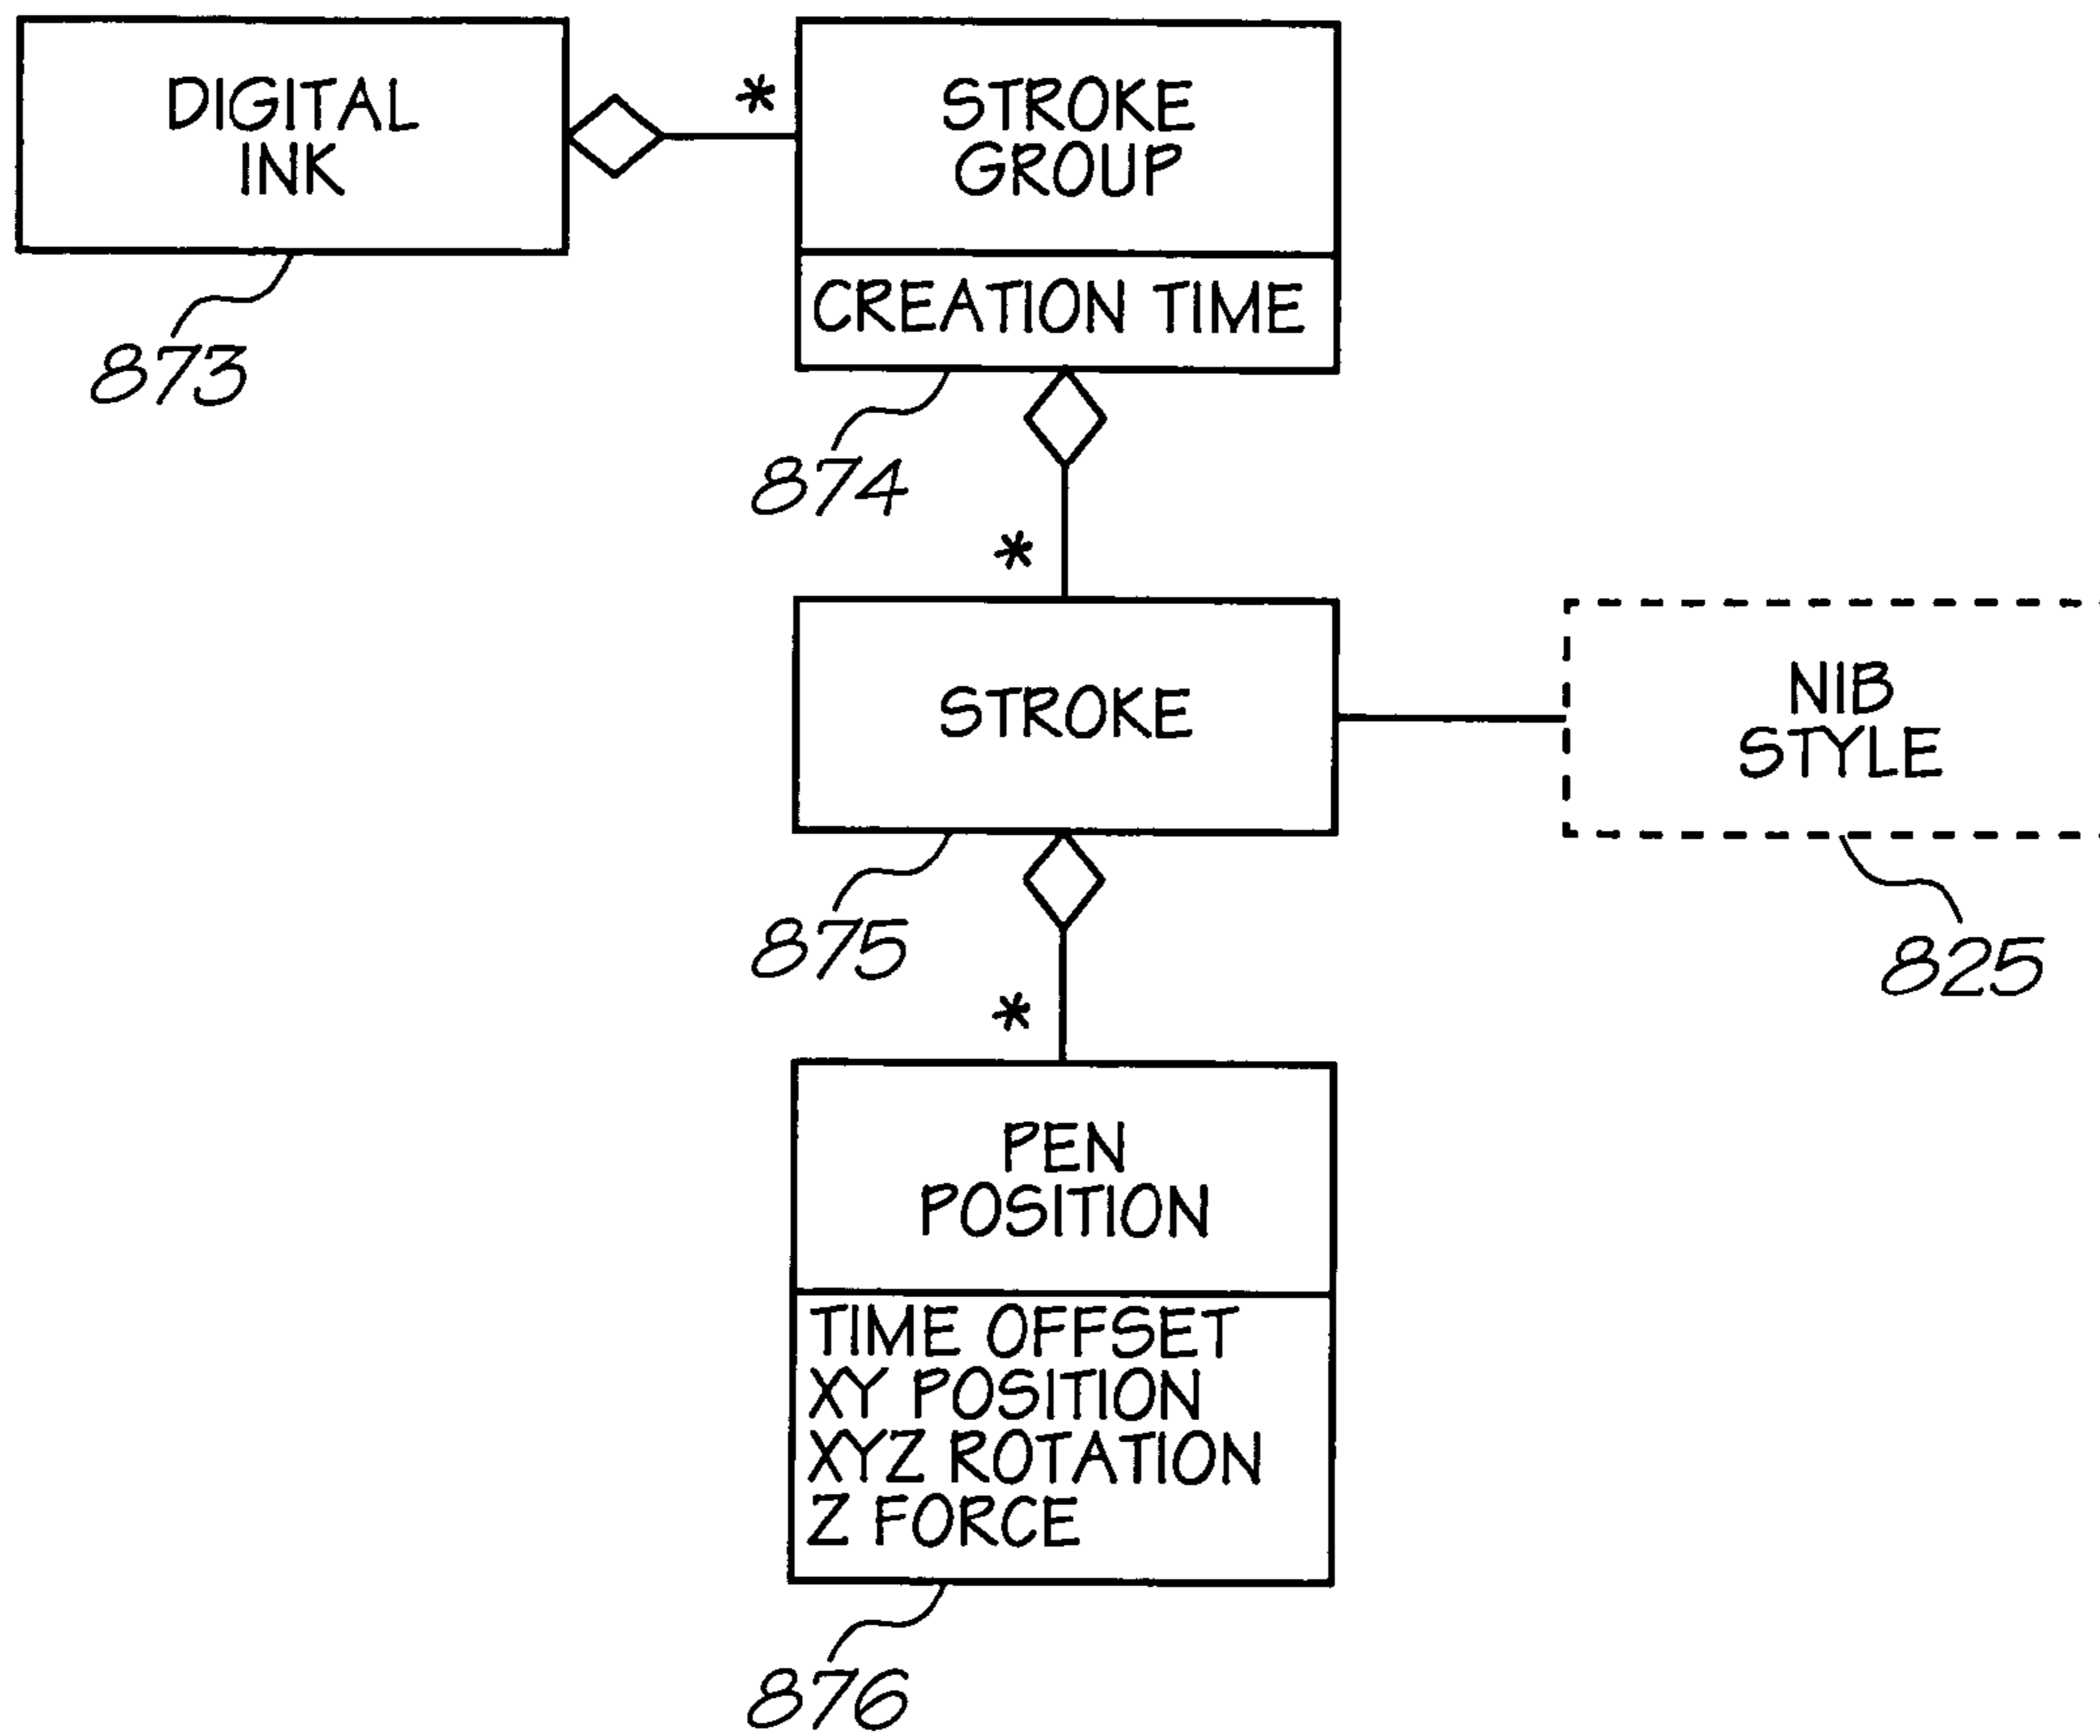 DIGITAL
INK
*
STROKE
GROUP
CREATION TIME
873
874
*
STROKE
NIB
STYLE
875
825
*
PEN
POSITION
TIME OFFSET
XY POSITION
XYZ ROTATION
Z FORCE
876